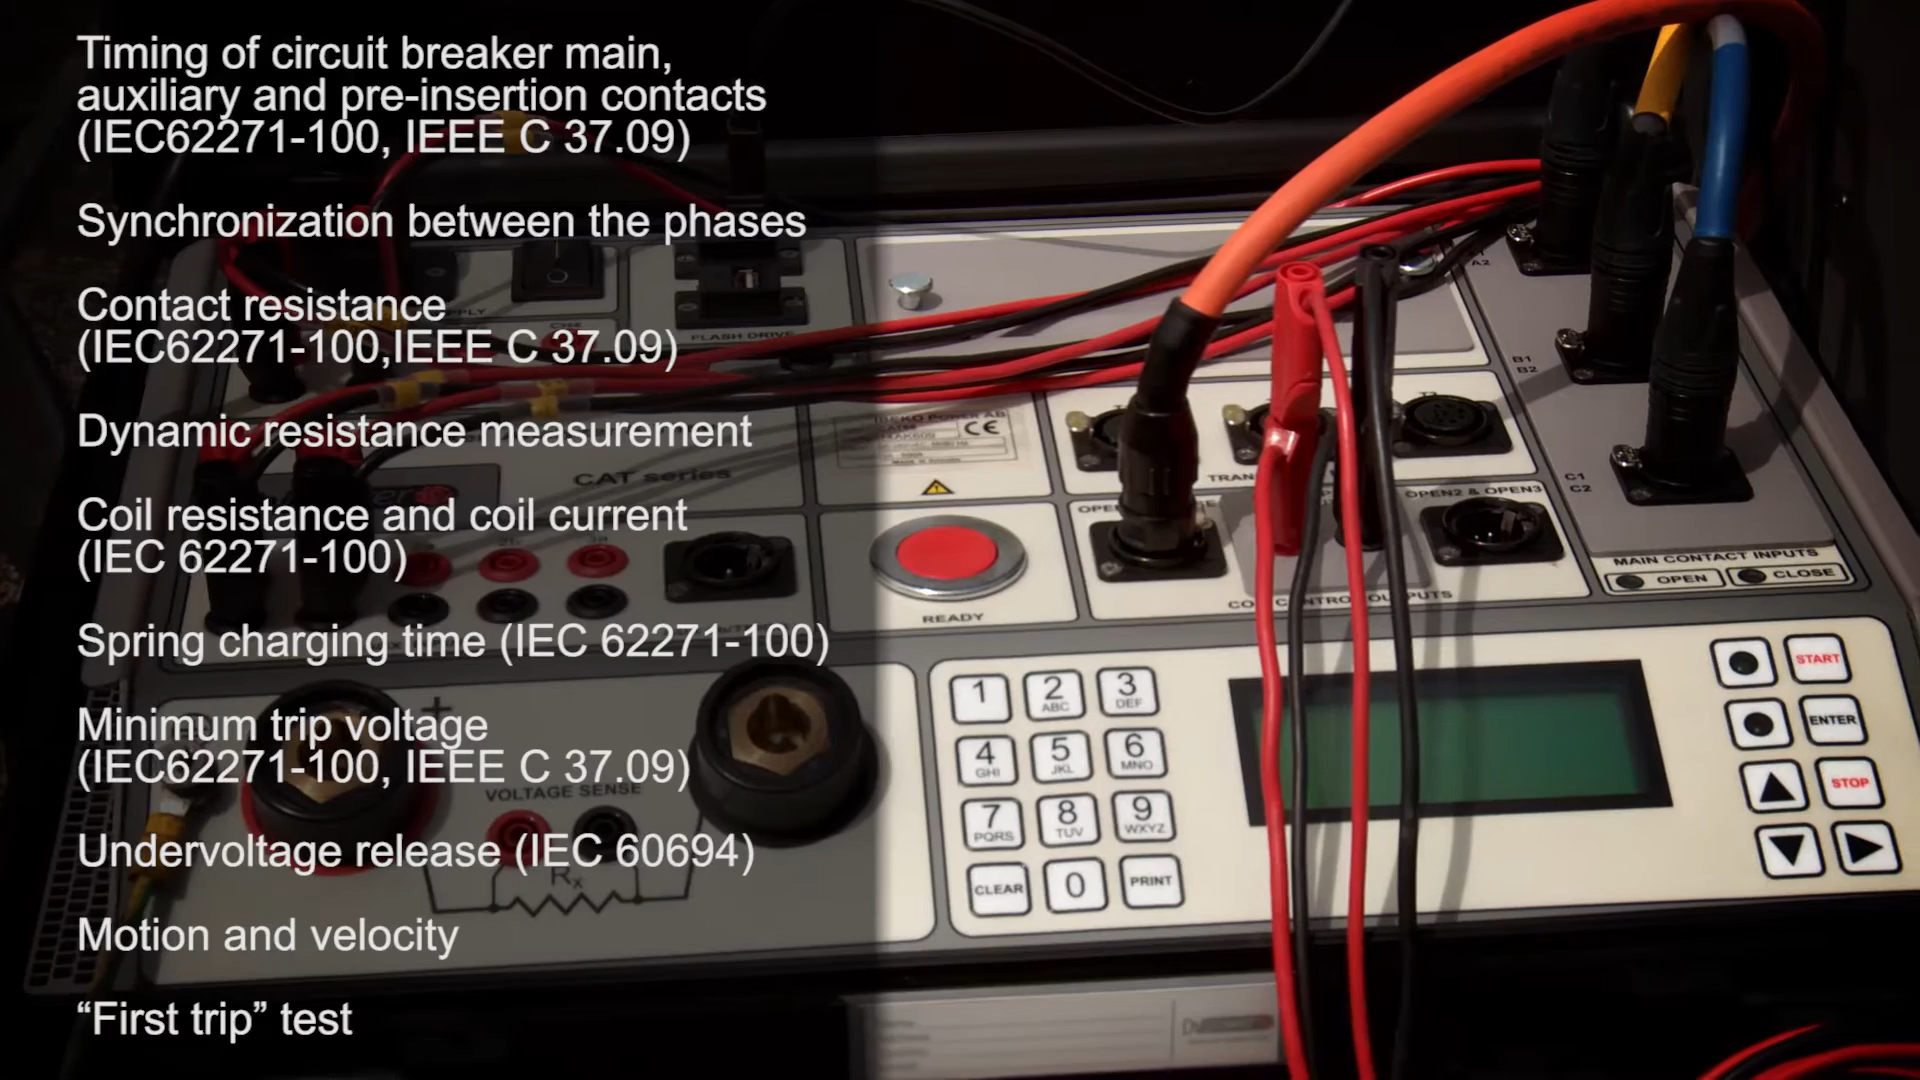 Timing of circuit breaker main,
auxiliary and pre-insertion contacts
(IEC62271-100, IEEE C 37.09)
Synchronization between the phases
Contact resistance
(IEC62271-100,IEEE C 37.09)
Dynamic resistance measurement
Coil resistance and coil current
(IEC 62271-100)
Spring charging time (IEC 62271-100)
Minimum trip voltage
(IEC62271-100, IEEE C 37.09)
Undervoltage release (IEC 60694)
Motion and velocity
“First trip” test
FLASH DRIVE
CAT series
CE
READY
VOLTAGE SENSE
+
Rx
A2
B1
B2
C1
C2
OPEN2 & OPEN3
MAIN CONTACT INPUTS
OPEN
CLOSE
1
2 ABC
3 DEF
4 GHI
5 JKL
6 MNO
7 PQRS
8 TUV
9 WXYZ
CLEAR
0
PRINT
START
ENTER
STOP